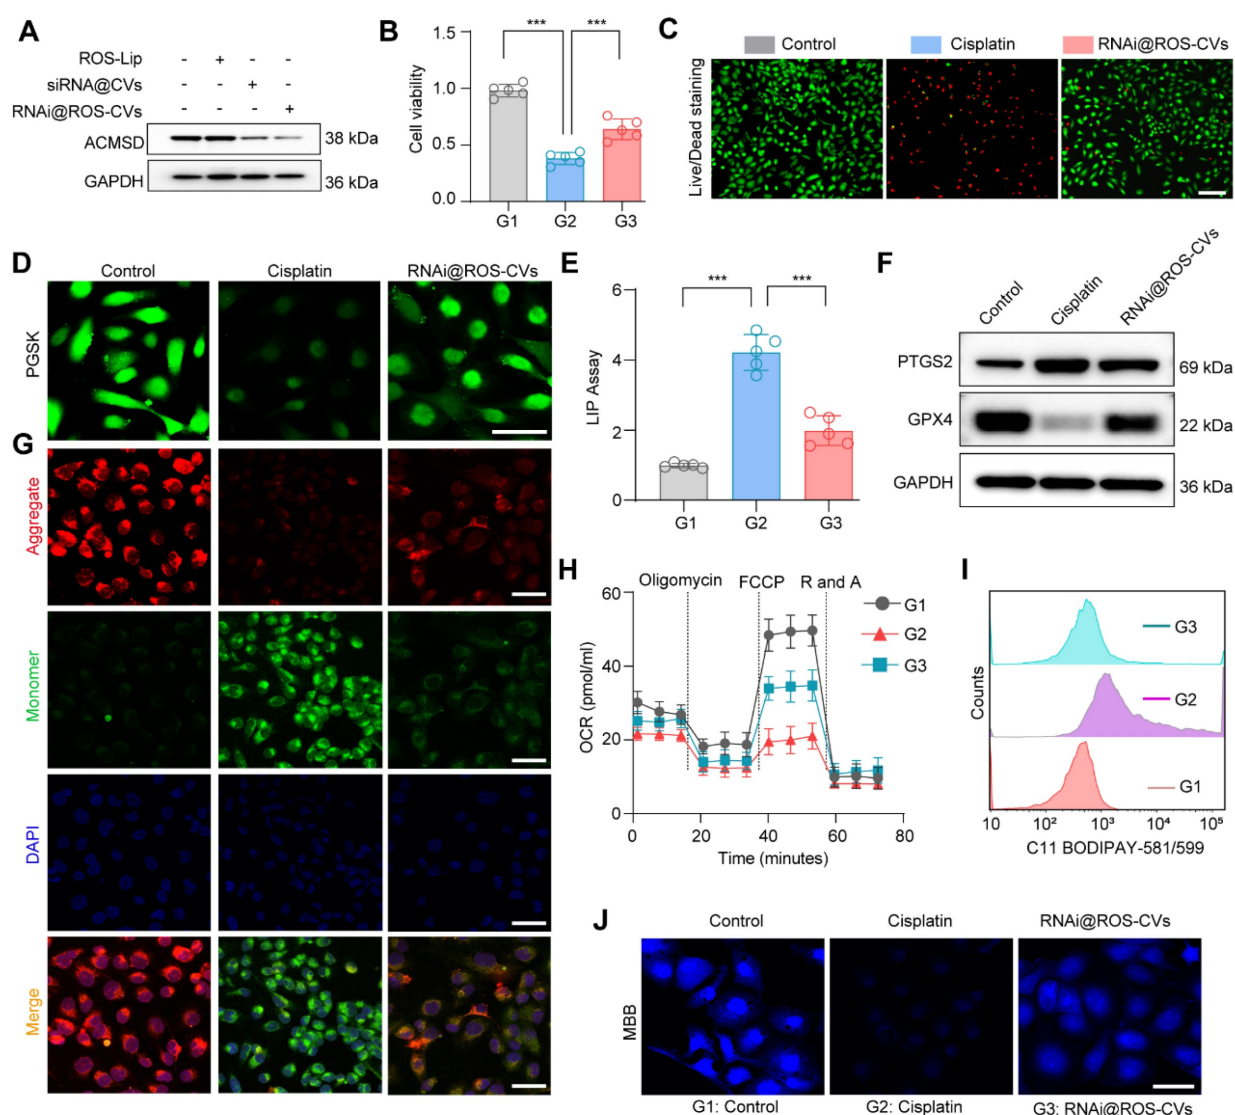 A
ROS-Lip - + - -
siRNA@CVs - - + -
RNAi@ROS-CVs - - - +
ACMSD 38 kDa
GAPDH 36 kDa
B
Cell viability
1.5
1.0
0.5
0.0
*** ***
G1 G2 G3
C
Control Cisplatin RNAi@ROS-CVs
Live/Dead staining
D
Control Cisplatin RNAi@ROS-CVs
PGSK
E
LIP Assay
6
4
2
0
*** ***
G1 G2 G3
F
Control Cisplatin RNAi@ROS-CVs
PTGS2 69 kDa
GPX4 22 kDa
GAPDH 36 kDa
G
Aggregate
Monomer
DAPI
Merge
H
Oligomycin FCCP R and A
OCR (pmol/ml)
60
40
20
0
G1
G2
G3
0 20 40 60 80
Time (minutes)
I
Counts
G3
G2
G1
10 10² 10³ 10⁴ 10⁵
C11 BODIPAY-581/599
J
Control Cisplatin RNAi@ROS-CVs
MBB
G1: Control G2: Cisplatin G3: RNAi@ROS-CVs